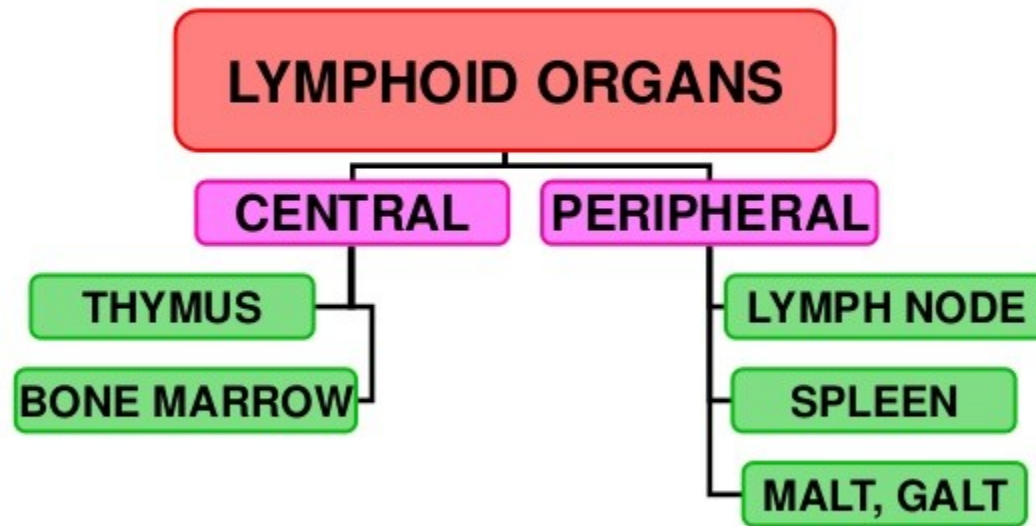 LYMPHOID ORGANS
CENTRAL
PERIPHERAL
THYMUS
BONE MARROW
LYMPH NODE
SPLEEN
MALT, GALT